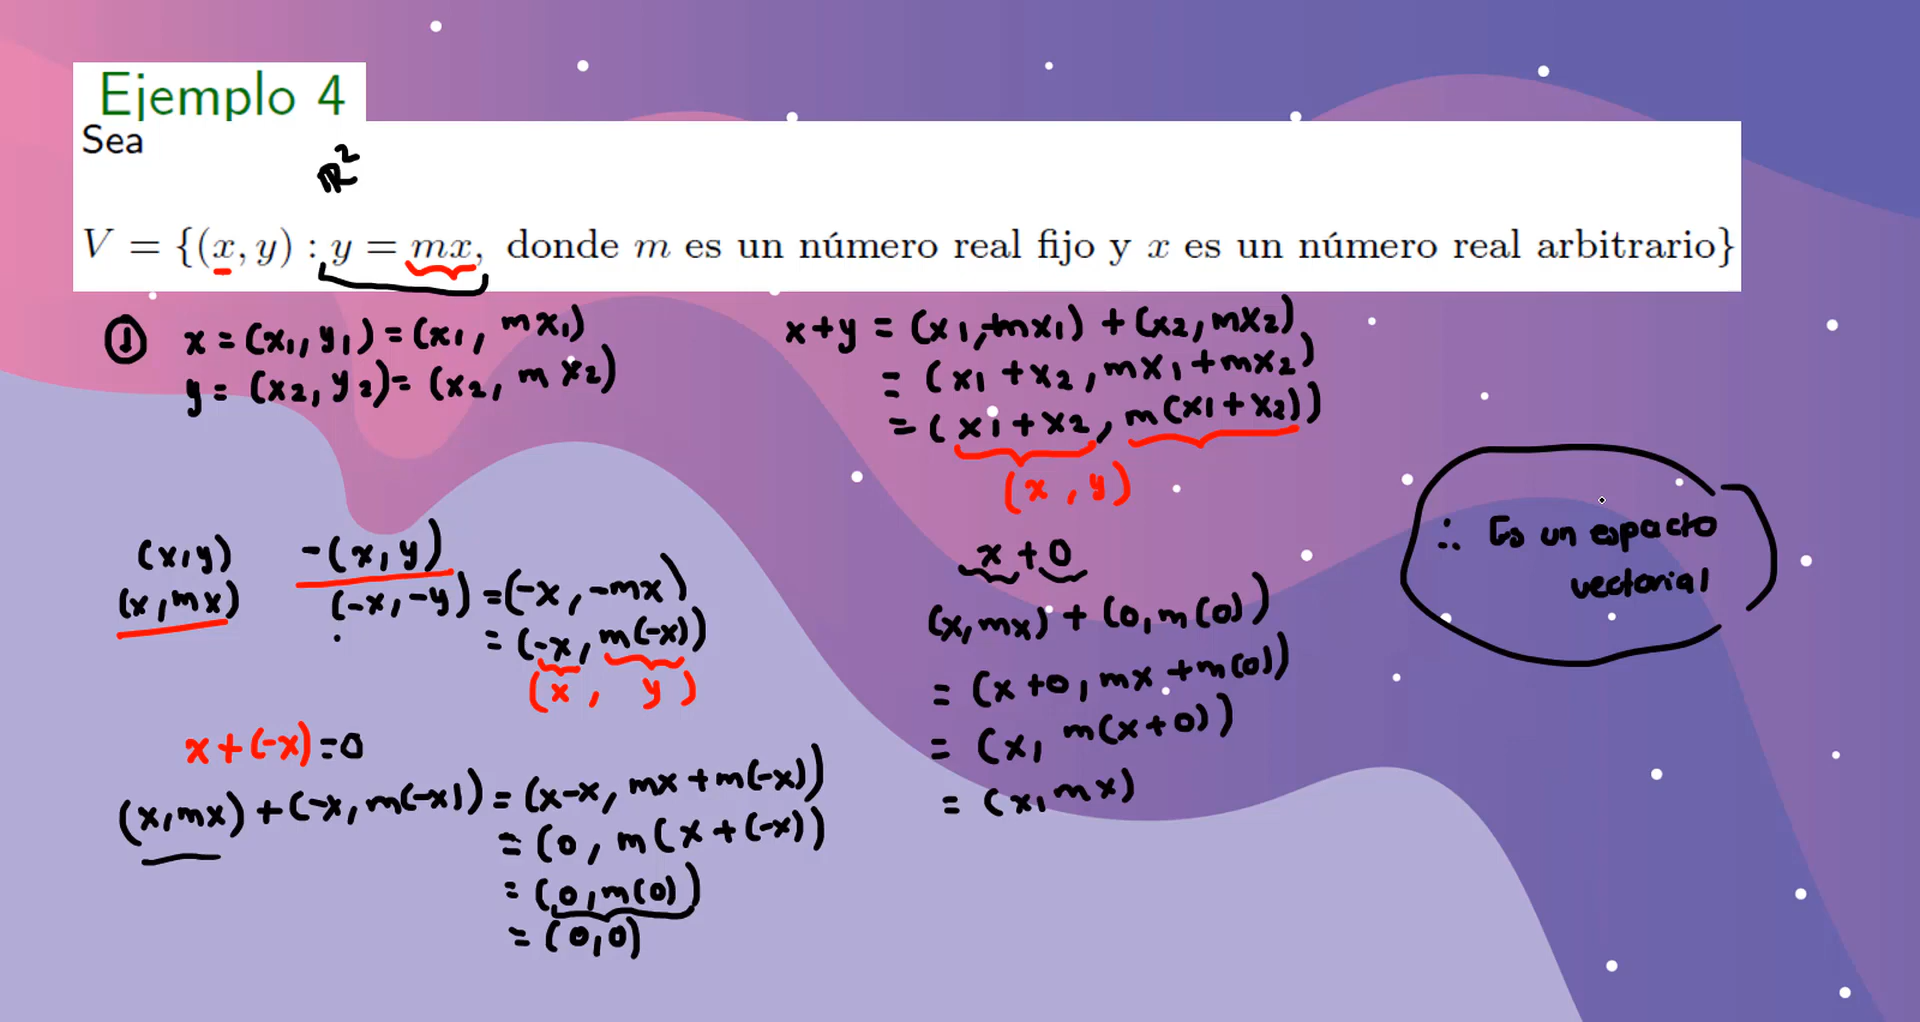 Ejemplo 4
Sea
ℝ²
V = {(x, y) : y = mx, donde m es un número real fijo y x es un número real arbitrario}
① x = (x₁, y₁) = (x₁, mx₁)
y = (x₂, y₂) = (x₂, mx₂)
x+y = (x₁, mx₁) + (x₂, mx₂)
= (x₁ + x₂, mx₁ + mx₂)
= (x₁ + x₂, m(x₁ + x₂))
(x, y)
(x, y)
(x, mx)
-(x, y)
(-x, -y) = (-x, -mx)
= (-x, m(-x))
(x, y)
x + (-x) = 0
(x, mx) + (-x, m(-x)) = (x-x, mx + m(-x))
= (0, m(x + (-x))
= (0, m(0))
= (0,0)
x + 0
(x, mx) + (0, m(0))
= (x + 0, mx + m(0))
= (x, m(x + 0))
= (x, mx)
∴ Es un espacio
vectorial